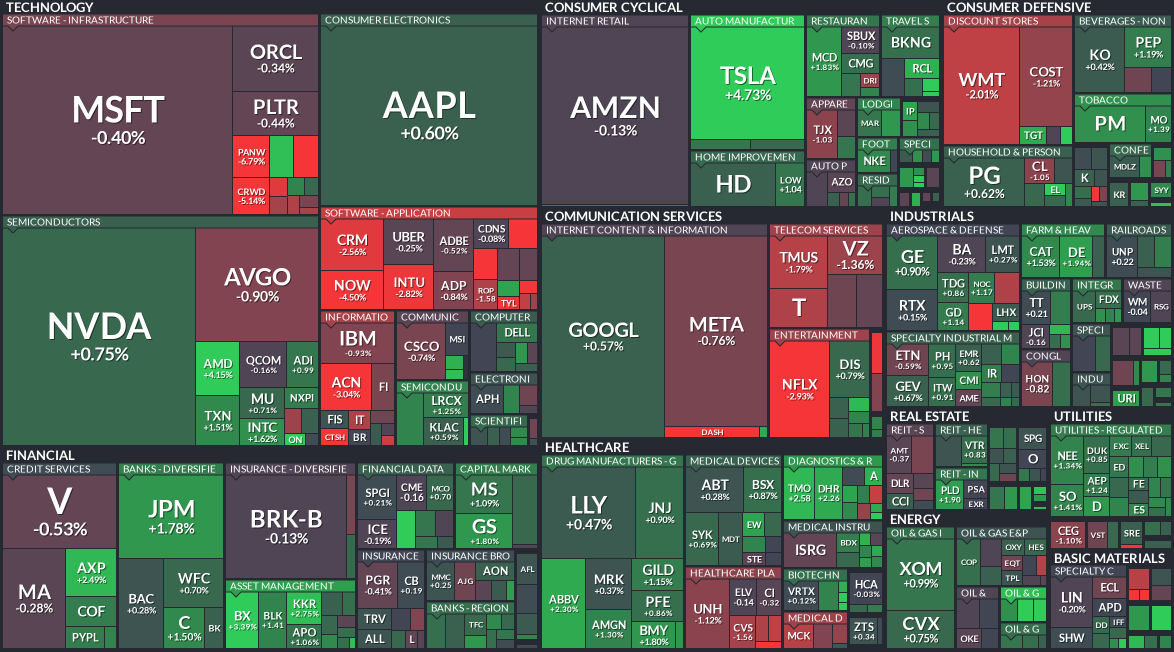 TECHNOLOGY
SOFTWARE - INFRASTRUCTURE
MSFT
-0.40%
ORCL
-0.34%
PLTR
-0.44%
PANW
-6.79%
CRWD
-5.14%
CONSUMER ELECTRONICS
AAPL
+0.60%
SEMICONDUCTORS
NVDA
+0.75%
AVGO
-0.90%
AMD
+4.15%
QCOM
-0.16%
ADI
+0.99
TXN
+1.51%
MU
+0.71%
NXPI
INTC
+1.62%
ON
SOFTWARE - APPLICATION
CRM
-2.56%
UBER
-0.25%
ADBE
-0.52%
CDNS
-0.08%
NOW
-4.50%
INTU
-2.82%
ADP
-0.84%
ROP
-1.58
TYL
INFORMATIO
IBM
-0.93%
ACN
-3.04%
FI
FIS
IT
CTSH
BR
COMMUNIC
CSCO
-0.74%
MSI
COMPUTER
DELL
SEMICONDU
LRCX
+1.25%
KLAC
+0.59%
ELECTRONI
APH
SCIENTIFI
CONSUMER CYCLICAL
INTERNET RETAIL
AMZN
-0.13%
AUTO MANUFACTUR
TSLA
+4.73%
HOME IMPROVEMEN
HD
LOW
+1.04
RESTAURAN
MCD
+1.83%
SBUX
-0.10%
CMG
DRI
TRAVEL S
BKNG
RCL
APPARE
TJX
-1.03
LODGI
MAR
IP
FOOT
NKE
SPECI
AUTO P
AZO
RESID
CONSUMER DEFENSIVE
DISCOUNT STORES
WMT
-2.01%
COST
-1.21%
TGT
BEVERAGES - NON
KO
+0.42%
PEP
+1.19%
TOBACCO
PM
MO
+1.39
HOUSEHOLD & PERSON
PG
+0.62%
CL
-1.05
EL
K
CONFE
MDLZ
KR
SYY
COMMUNICATION SERVICES
INTERNET CONTENT & INFORMATION
GOOGL
+0.57%
META
-0.76%
DASH
TELECOM SERVICES
TMUS
-1.79%
VZ
-1.36%
T
ENTERTAINMENT
NFLX
-2.93%
DIS
+0.79%
INDUSTRIALS
AEROSPACE & DEFENSE
GE
+0.90%
BA
-0.23%
LMT
+0.27%
RTX
+0.15%
TDG
+0.86
NOC
+1.17
GD
+1.14
LHX
FARM & HEAV
CAT
+1.53%
DE
+1.94%
RAILROADS
UNP
+0.22
BUILDIN
TT
+0.21
JCI
-0.16
INTEGR
UPS
FDX
WASTE
WM
-0.04
RSG
SPECIALTY INDUSTRIAL M
ETN
-0.59%
PH
+0.95
EMR
+0.62
IR
GEV
+0.67%
ITW
+0.91
CMI
AME
CONGL
HON
-0.82
SPECI
INDU
URI
FINANCIAL
CREDIT SERVICES
V
-0.53%
MA
-0.28%
AXP
+2.49%
COF
PYPL
BANKS - DIVERSIFIE
JPM
+1.78%
BAC
+0.28%
WFC
+0.70%
C
+1.50%
BK
INSURANCE - DIVERSIFIE
BRK-B
-0.13%
ASSET MANAGEMENT
BX
+3.39%
BLK
+1.41
KKR
+2.75%
APO
+1.06%
FINANCIAL DATA
SPGI
+0.21%
CME
-0.16
MCO
+0.70
ICE
-0.19%
CAPITAL MARK
MS
+1.09%
GS
+1.80%
INSURANCE
PGR
-0.41%
CB
+0.19
TRV
ALL
L
INSURANCE BRO
MMC
+0.25
AJG
AON
AFL
BANKS - REGION
TFC
HEALTHCARE
DRUG MANUFACTURERS - G
LLY
+0.47%
JNJ
+0.90%
ABBV
+2.30%
MRK
+0.37%
GILD
+1.15%
AMGN
+1.30%
PFE
+0.86%
BMY
+1.80%
MEDICAL DEVICES
ABT
+0.28%
BSX
+0.87%
SYK
+0.69%
MDT
EW
STE
HEALTHCARE PLA
UNH
-1.12%
ELV
-0.14
CI
-0.32
CVS
-1.56
DIAGNOSTICS & R
TMO
+2.58
DHR
+2.26
A
MEDICAL INSTRU
ISRG
BDX
BIOTECHN
VRTX
+0.12%
HCA
-0.03%
MEDICAL D
MCK
ZTS
+0.34
REAL ESTATE
REIT - S
AMT
-0.37
DLR
CCI
REIT - HE
VTR
+0.83
REIT - IN
PLD
+1.90
PSA
EXR
SPG
O
UTILITIES
UTILITIES - REGULATED
NEE
+1.34%
DUK
+0.85
EXC
XEL
ED
SO
+1.41%
AEP
+1.24
FE
D
ES
CEG
-1.10%
VST
SRE
ENERGY
OIL & GAS I
XOM
+0.99%
CVX
+0.75%
OIL & GAS E&P
COP
OXY
HES
EQT
TPL
OIL &
OKE
OIL & G
OIL & G
BASIC MATERIALS
SPECIALTY C
LIN
-0.20%
ECL
APD
SHW
DD
IFF